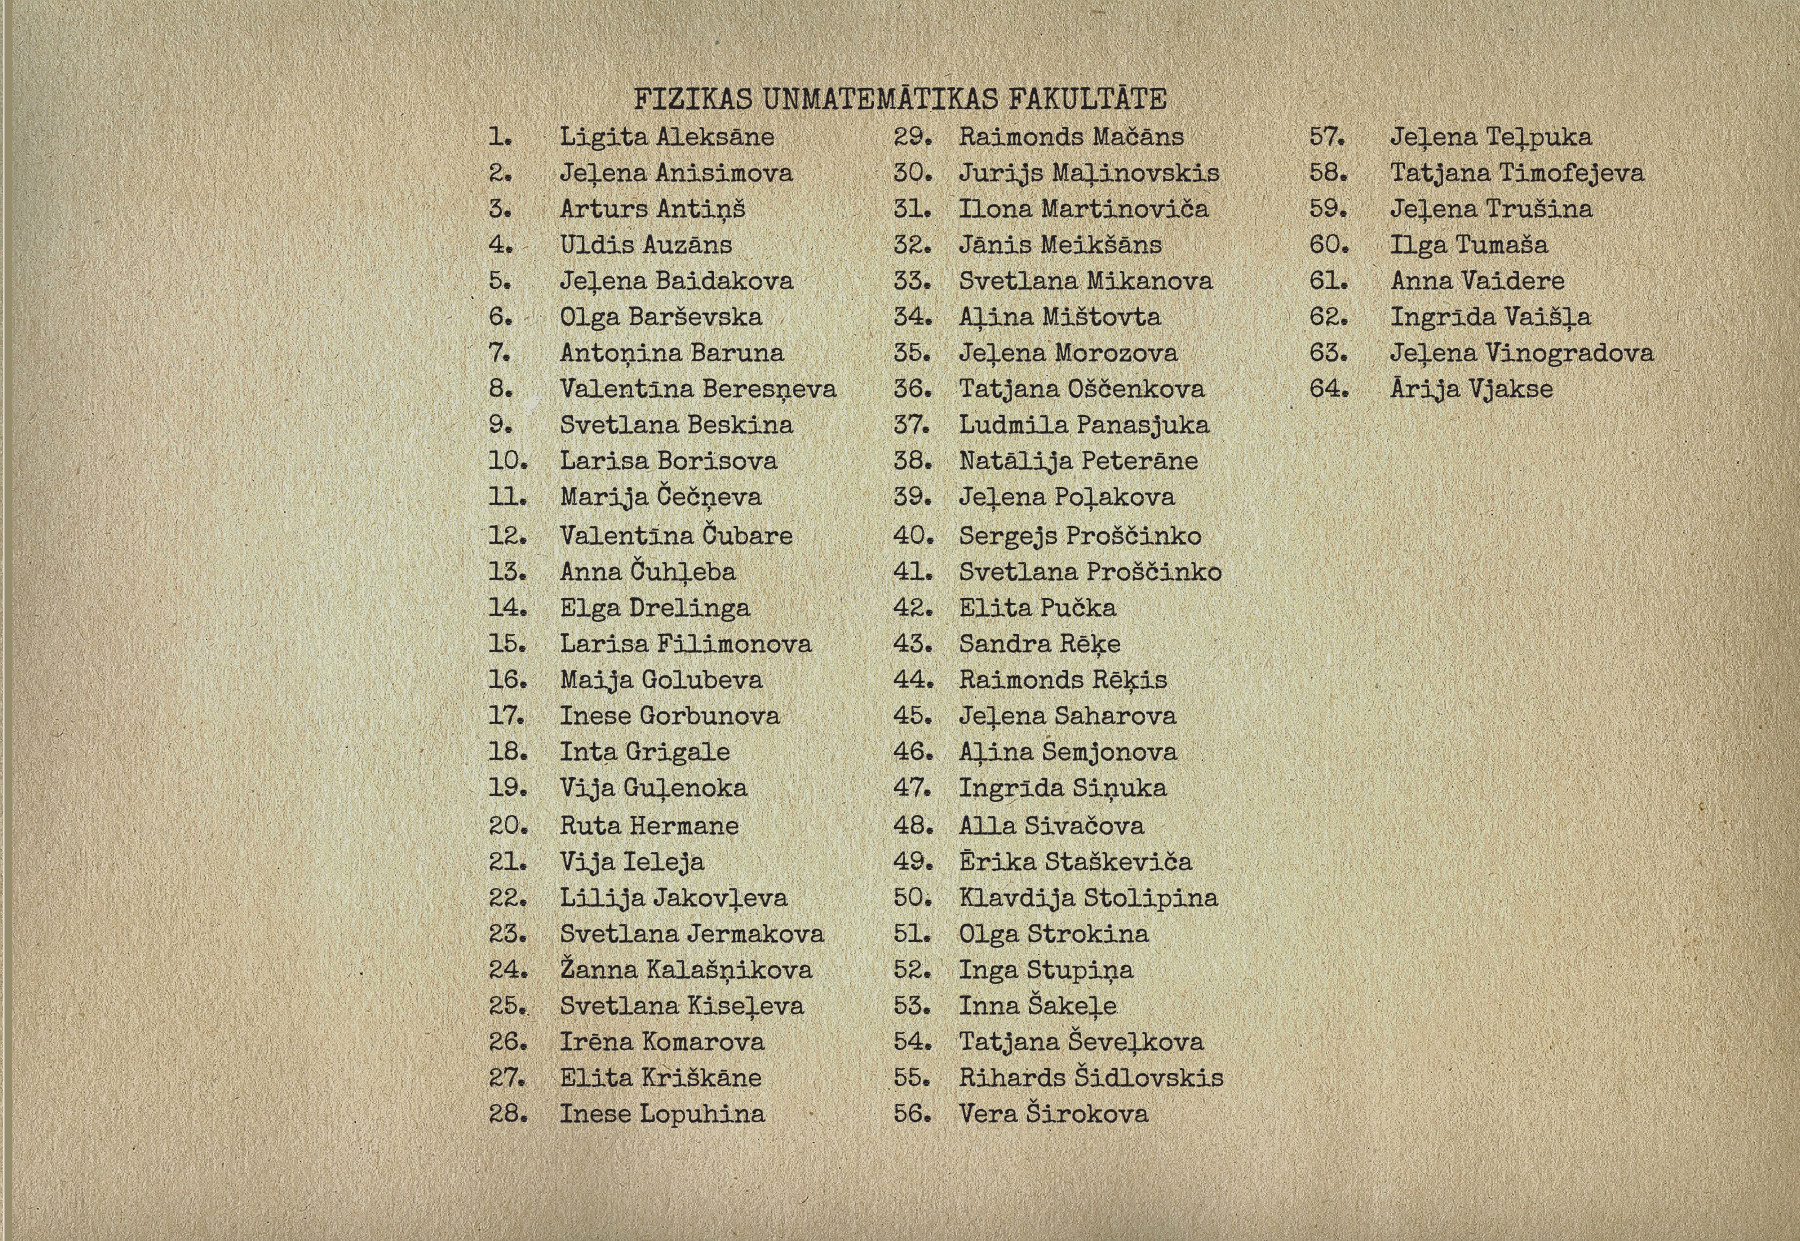 FIZIKAS UNMATEMĀTIKAS FAKULTĀTE
1. Ligita Aleksāne
2. Jeļena Anisimova
3. Arturs Antiņš
4. Uldis Auzāns
5. Jeļena Baidakova
6. Olga Barševska
7. Antoņina Baruna
8. Valentīna Beresņeva
9. Svetlana Beskina
10. Larisa Borisova
11. Marija Čečņeva
12. Valentīna Čubare
13. Anna Čuhļeba
14. Elga Drelinga
15. Larisa Filimonova
16. Maija Golubeva
17. Inese Gorbunova
18. Inta Grigale
19. Vija Guļenoka
20. Ruta Hermane
21. Vija Ieleja
22. Lilija Jakovļeva
23. Svetlana Jermakova
24. Žanna Kalašņikova
25. Svetlana Kiseļeva
26. Irēna Komarova
27. Elita Kriškāne
28. Inese Lopuhina
29. Raimonds Mačāns
30. Jurijs Maļinovskis
31. Ilona Martinoviča
32. Jānis Meikšāns
33. Svetlana Mikanova
34. Aļina Mištovta
35. Jeļena Morozova
36. Tatjana Oščenkova
37. Ludmila Panasjuka
38. Natālija Peterāne
39. Jeļena Poļakova
40. Sergejs Proščinko
41. Svetlana Proščinko
42. Elita Pučka
43. Sandra Rēķe
44. Raimonds Rēķis
45. Jeļena Saharova
46. Aļina Semjonova
47. Ingrīda Siņuka
48. Alla Sivačova
49. Ērika Staškeviča
50. Klavdija Stolipina
51. Olga Strokina
52. Inga Stupiņa
53. Inna Šakeļe
54. Tatjana Ševeļkova
55. Rihards Šidlovskis
56. Vera Širokova
57. Jeļena Teļpuka
58. Tatjana Timofejeva
59. Jeļena Trušina
60. Ilga Tumaša
61. Anna Vaidere
62. Ingrīda Vaišļa
63. Jeļena Vinogradova
64. Ārija Vjakse